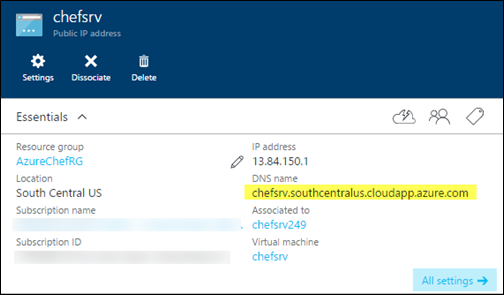 chefsrv
Public IP address
Settings
Dissociate
Delete
Essentials
Resource group
AzureChefRG
Location
South Central US
Subscription name
Subscription ID
IP address
13.84.150.1
DNS name
chefsrv.southcentralus.cloudapp.azure.com
Associated to
chefsrv249
Virtual machine
chefsrv
All settings